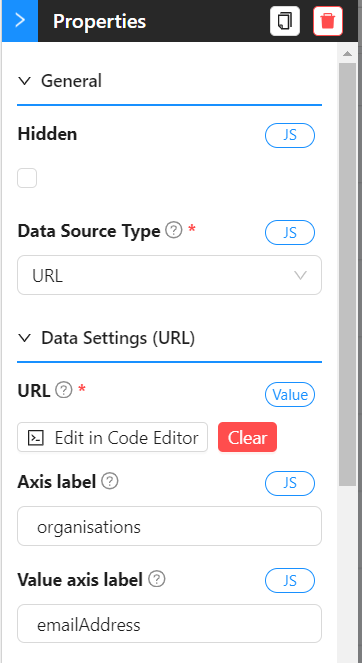 Properties
General
Hidden JS
Data Source Type ? * JS
URL
Data Settings (URL)
URL ? * Value
Edit in Code Editor Clear
Axis label ? JS
organisations
Value axis label ? JS
emailAddress